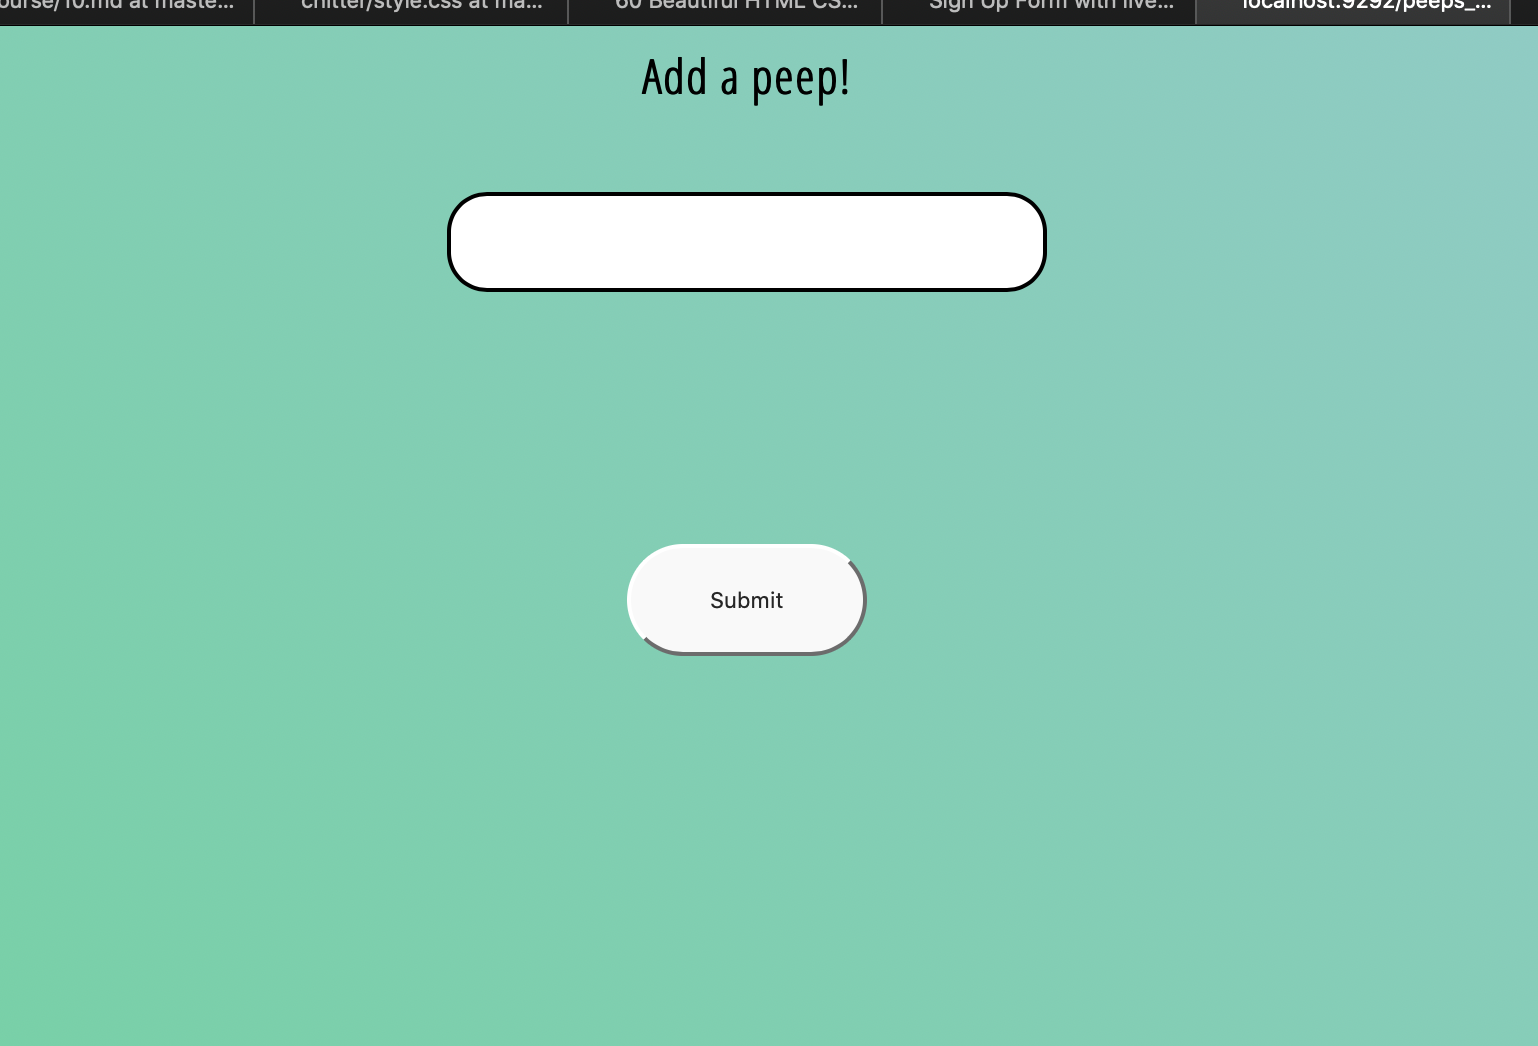 ourse/10.md at maste...
chitter/style.css at ma...
60 Beautiful HTML CS...
Sign Up Form with live...
localhost:9292/peeps_...
Add a peep!
Submit